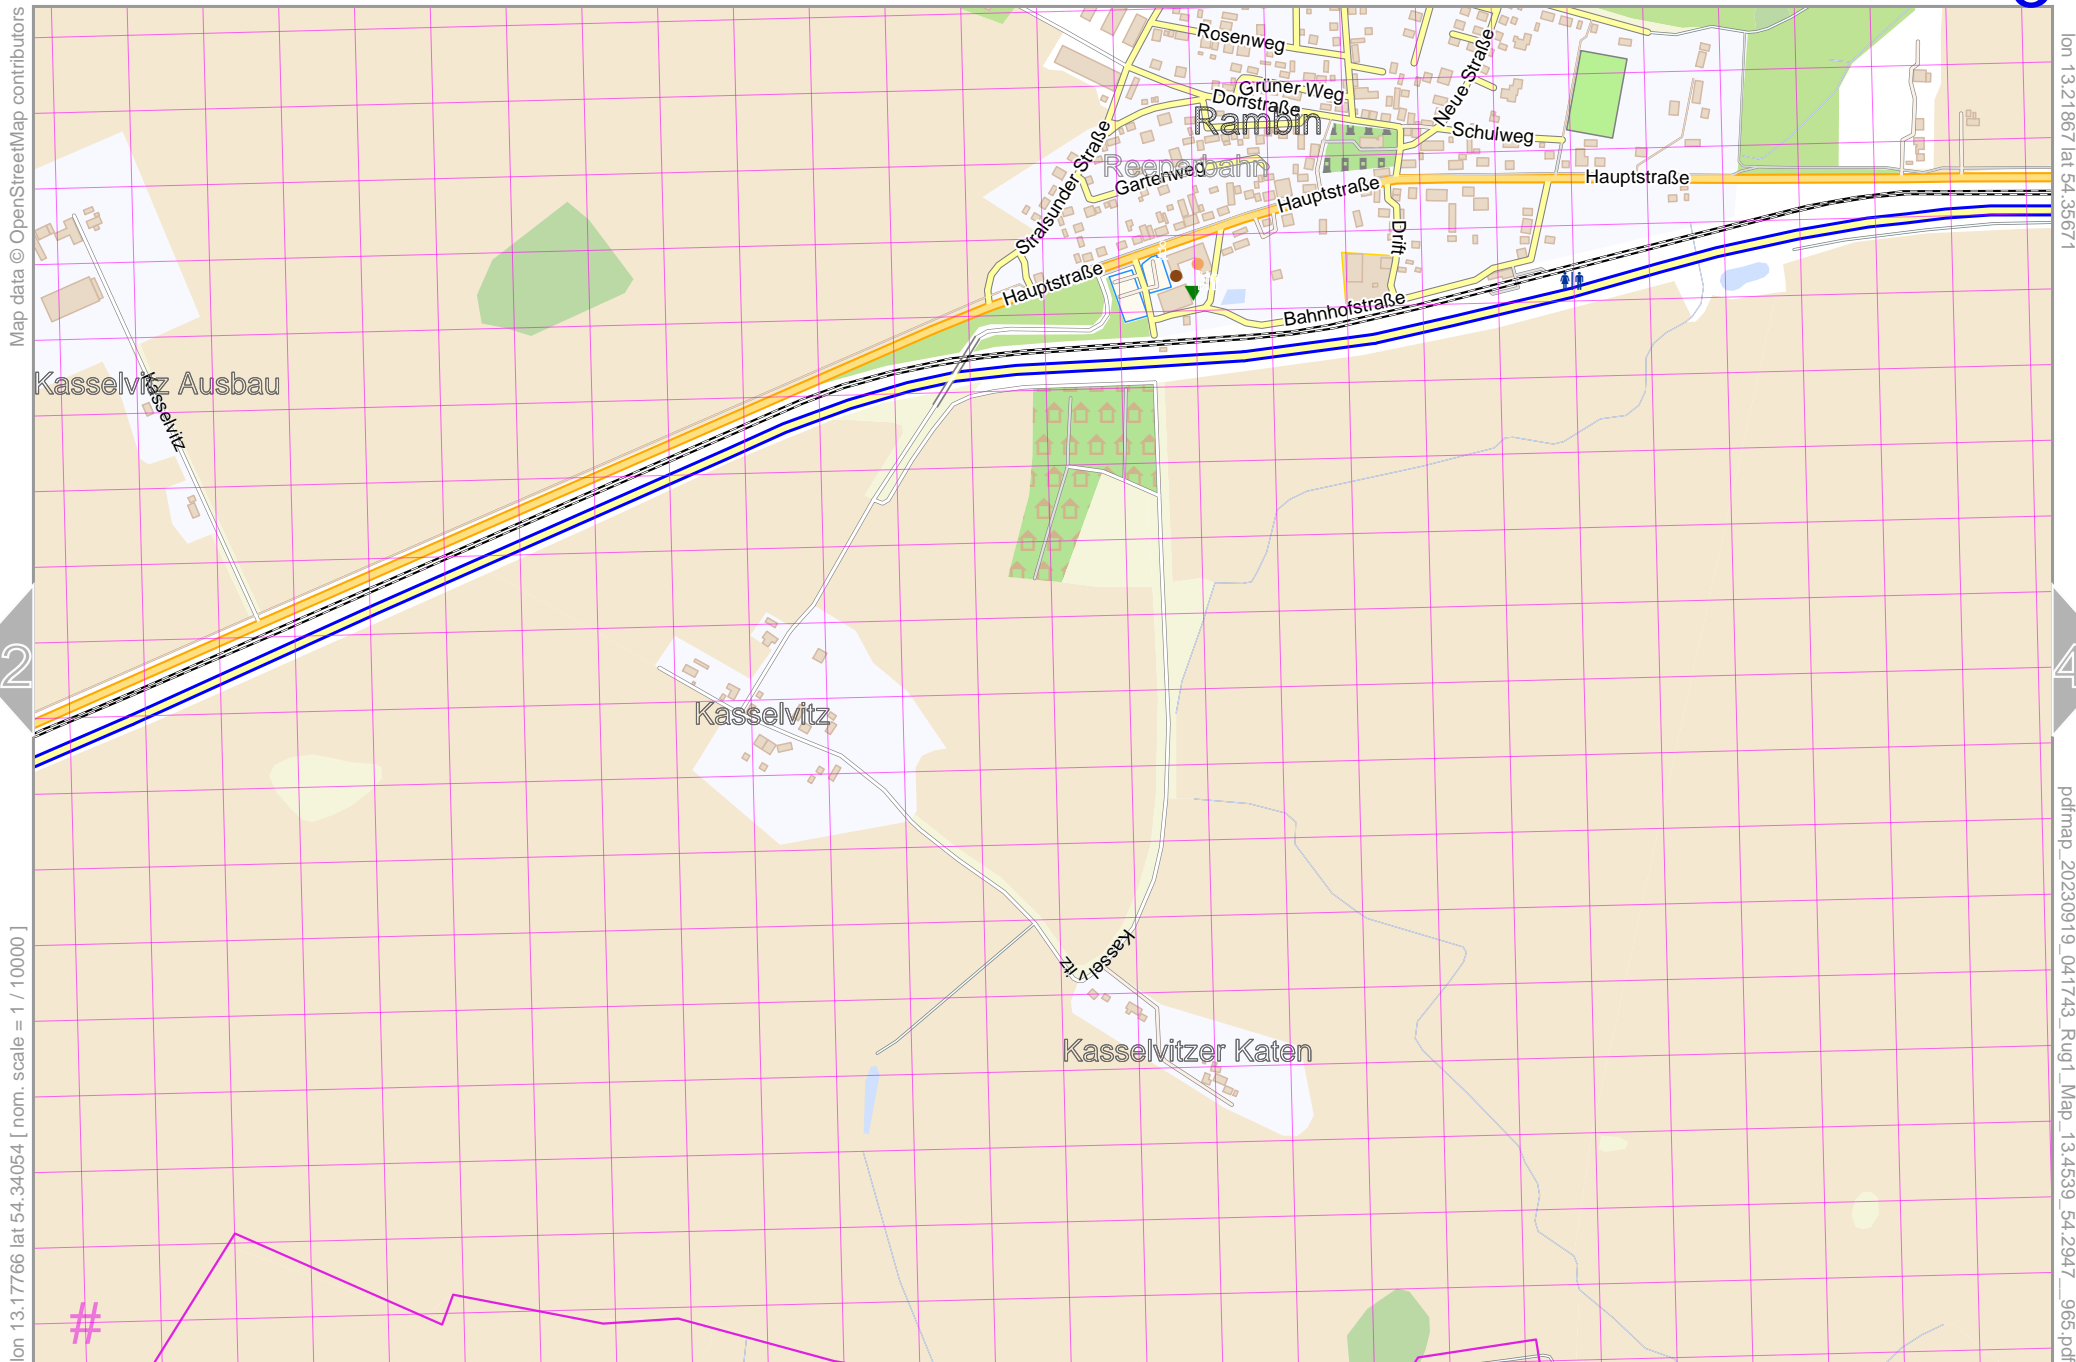 Map data © OpenStreetMap contributors
lon 13.21867 lat 54.35671
Rosenweg
Neue Straße
Grüner Weg
Dorfstraße
Rambin
Schulweg
Stralsunder Straße
Reeperbahn
Gartenweg
Hauptstraße
Hauptstraße
Drift
Hauptstraße
Bahnhofstraße
Kasselvitz Ausbau
Kasselvitz
2
4
Kasselvitz
Kasselvitz
Kasselvitzer Katen
lon 13.17766 lat 54.34054 [ nom. scale = 1 / 10000 ]
pdfmap_20230919_041743_Rug1_Map_13.4539_54.2947__965.pdf
#